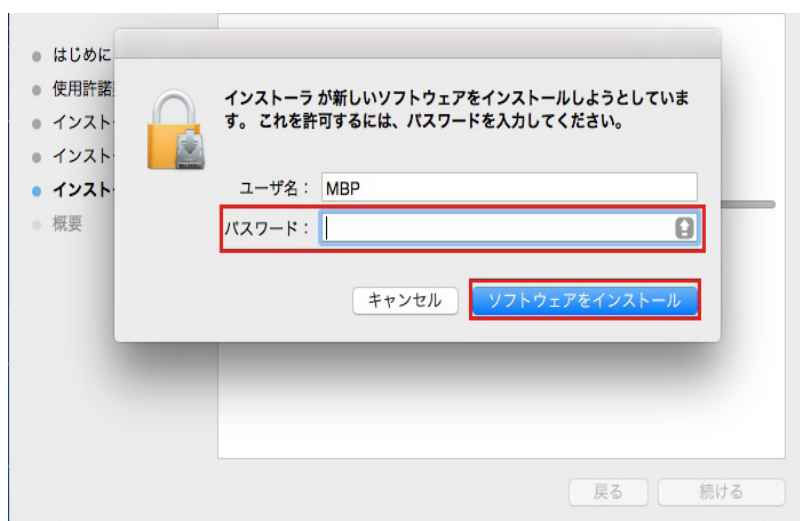 はじめに
使用許諾
インスト
インスト
インスト
概要
インストーラ が新しいソフトウェアをインストールしようとしていま
す。 これを許可するには、パスワードを入力してください。
ユーザ名： MBP
パスワード：
キャンセル ソフトウェアをインストール
戻る 続ける